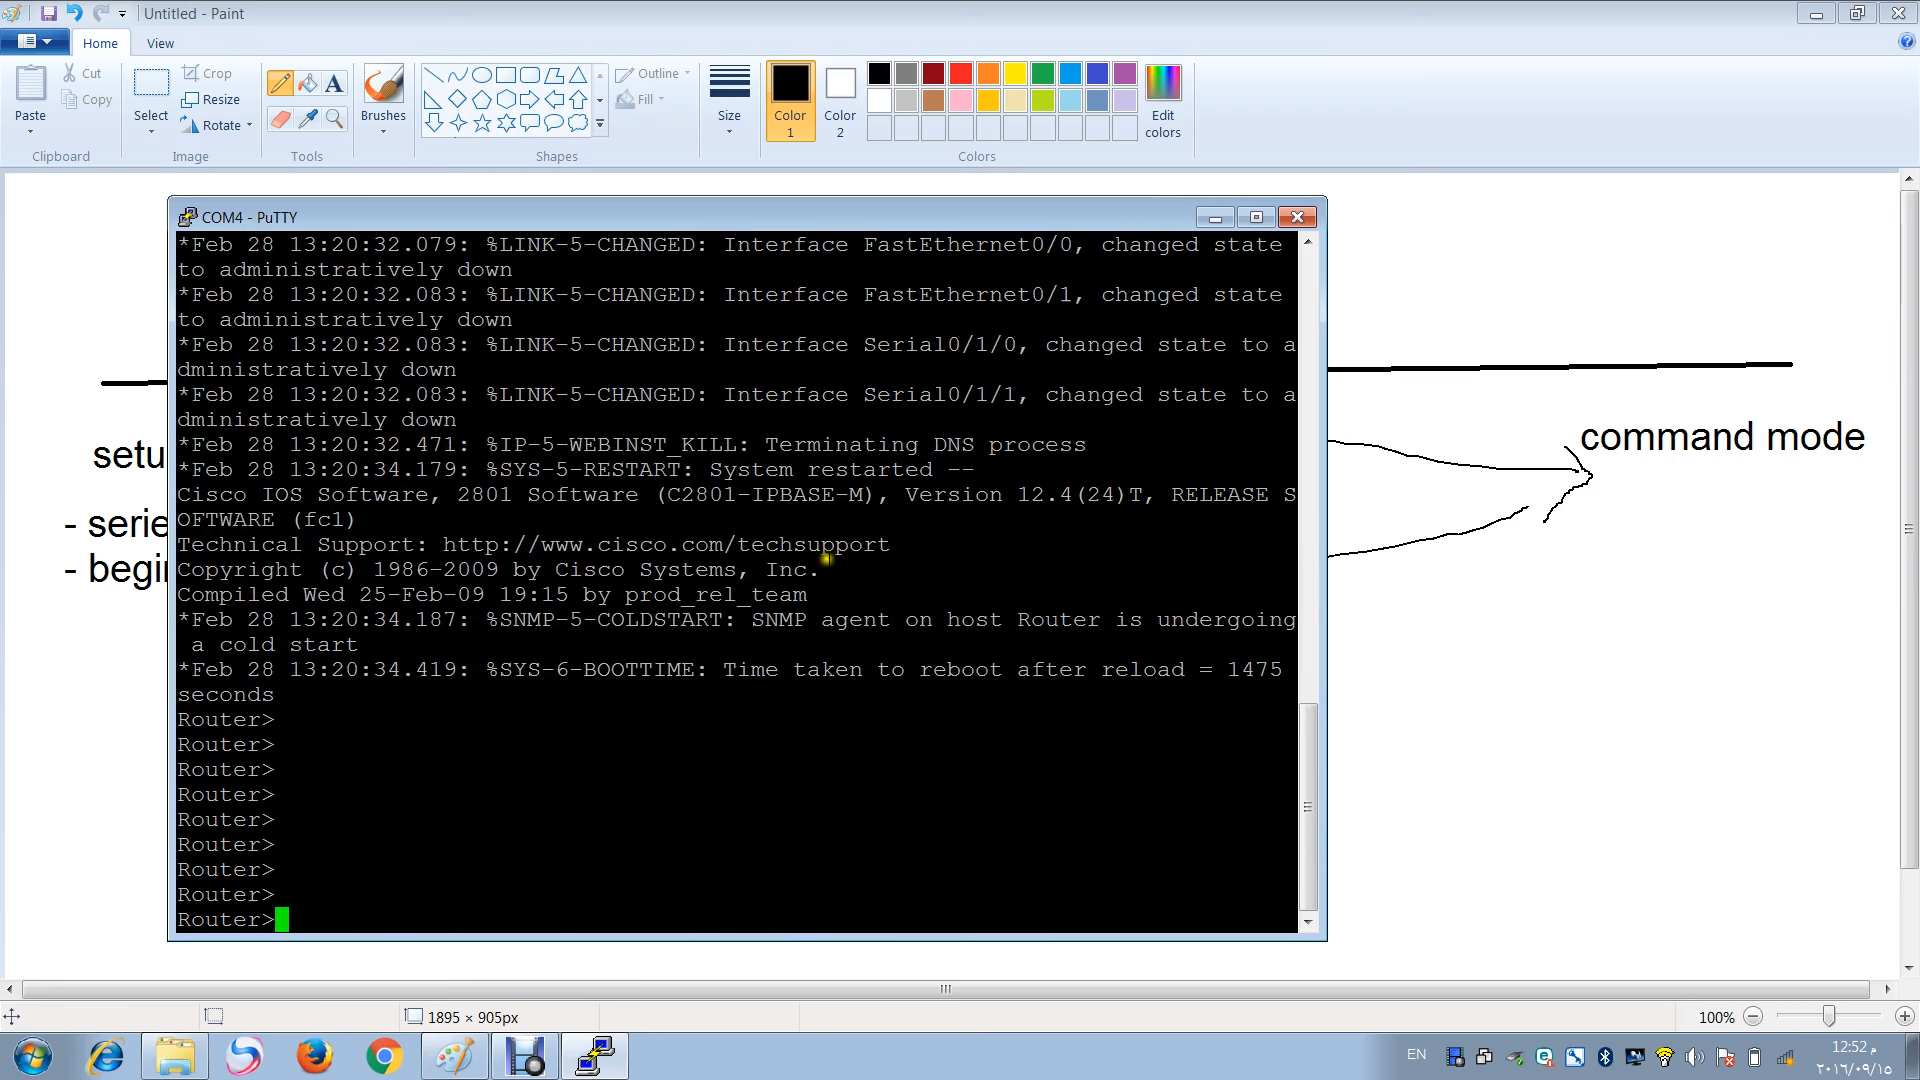 Untitled - Paint
Home
View
Paste
Cut
Copy
Clipboard
Select
Crop
Resize
Rotate
Image
Tools
Brushes
Shapes
Outline
Fill
Size
Color
1
Color
2
Edit
colors
Colors
COM4 - PuTTY
*Feb 28 13:20:32.079: %LINK-5-CHANGED: Interface FastEthernet0/0, changed state
to administratively down
*Feb 28 13:20:32.083: %LINK-5-CHANGED: Interface FastEthernet0/1, changed state
to administratively down
*Feb 28 13:20:32.083: %LINK-5-CHANGED: Interface Serial0/1/0, changed state to a
dministratively down
*Feb 28 13:20:32.083: %LINK-5-CHANGED: Interface Serial0/1/1, changed state to a
dministratively down
*Feb 28 13:20:32.471: %IP-5-WEBINST_KILL: Terminating DNS process
*Feb 28 13:20:34.179: %SYS-5-RESTART: System restarted --
Cisco IOS Software, 2801 Software (C2801-IPBASE-M), Version 12.4(24)T, RELEASE S
OFTWARE (fc1)
Technical Support: http://www.cisco.com/techsupport
Copyright (c) 1986-2009 by Cisco Systems, Inc.
Compiled Wed 25-Feb-09 19:15 by prod_rel_team
*Feb 28 13:20:34.187: %SNMP-5-COLDSTART: SNMP agent on host Router is undergoing
 a cold start
*Feb 28 13:20:34.419: %SYS-6-BOOTTIME: Time taken to reboot after reload = 1475
seconds
Router>
Router>
Router>
Router>
Router>
Router>
Router>
Router>
Router>
setu
- serie
- begin
command mode
1895 × 905px
100%
EN
12:52 م
٢٠١٦/٠٩/١٥